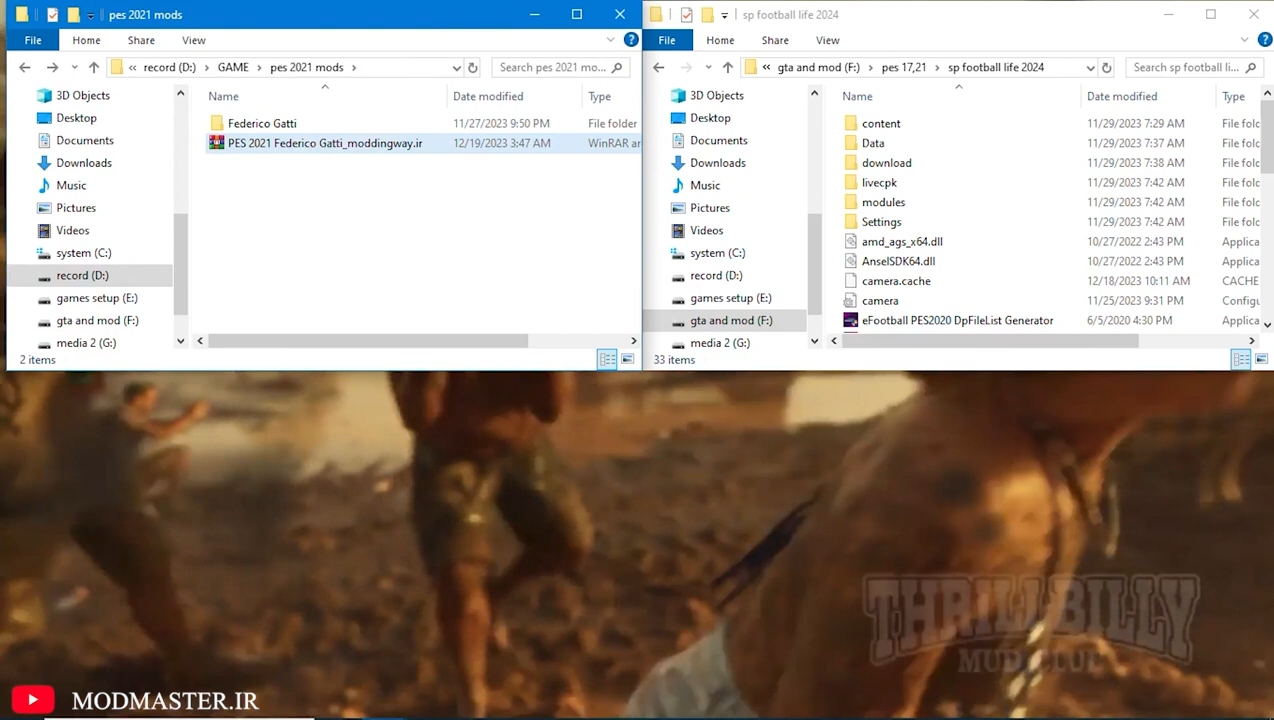 pes 2021 mods
File Home Share View
« record (D:) › GAME › pes 2021 mods › Search pes 2021 mo...
3D Objects
Desktop
Documents
Downloads
Music
Pictures
Videos
system (C:)
record (D:)
games setup (E:)
gta and mod (F:)
media 2 (G:)
Name Date modified Type
Federico Gatti 11/27/2023 9:50 PM File folder
PES 2021 Federico Gatti_moddingway.ir 12/19/2023 3:47 AM WinRAR ar
2 items
sp football life 2024
File Home Share View
« gta and mod (F:) › pes 17,21 › sp football life 2024 Search sp football li...
3D Objects
Desktop
Documents
Downloads
Music
Pictures
Videos
system (C:)
record (D:)
games setup (E:)
gta and mod (F:)
media 2 (G:)
Name Date modified Type
content 11/29/2023 7:29 AM File folc
Data 11/29/2023 7:37 AM File folc
download 11/29/2023 7:38 AM File folc
livecpk 11/29/2023 7:42 AM File folc
modules 11/29/2023 7:42 AM File folc
Settings 11/29/2023 7:42 AM File folc
amd_ags_x64.dll 10/27/2022 2:43 PM Applica
AnselSDK64.dll 10/27/2022 2:43 PM Applica
camera.cache 12/18/2023 10:11 AM CACHE
camera 11/25/2023 9:31 PM Configu
eFootball PES2020 DpFileList Generator 6/5/2020 4:30 PM Applica
33 items
THRILLBILLY
MUD CLUB
MODMASTER.IR